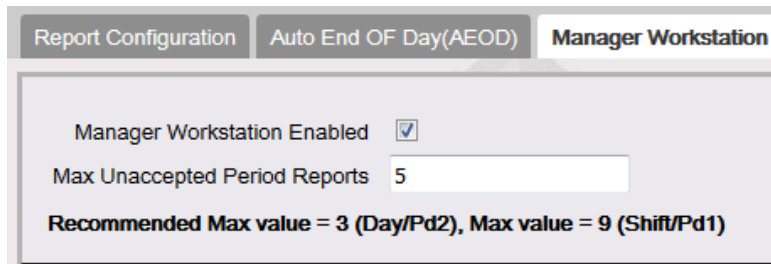 Report Configuration Auto End OF Day(AEOD) Manager Workstation
Manager Workstation Enabled
Max Unaccepted Period Reports 5
Recommended Max value = 3 (Day/Pd2), Max value = 9 (Shift/Pd1)